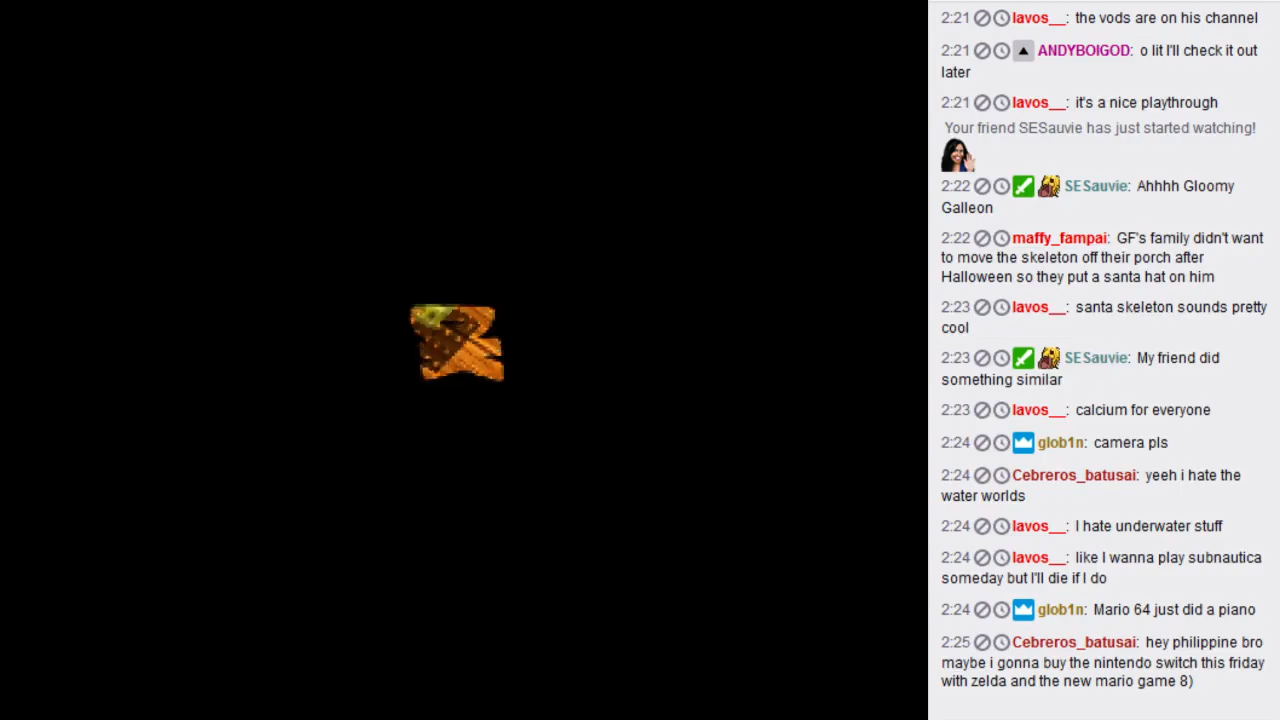 2:21 lavos__: the vods are on his channel
2:21 ANDYBOIGOD: o lit I'll check it out
later
2:21 lavos__: it's a nice playthrough
Your friend SESauvie has just started watching!
2:22 SESauvie: Ahhhh Gloomy
Galleon
2:22 maffy_fampai: GF's family didn't want
to move the skeleton off their porch after
Halloween so they put a santa hat on him
2:23 lavos__: santa skeleton sounds pretty
cool
2:23 SESauvie: My friend did
something similar
2:23 lavos__: calcium for everyone
2:24 glob1n: camera pls
2:24 Cebreros_batusai: yeeh i hate the
water worlds
2:24 lavos__: I hate underwater stuff
2:24 lavos__: like I wanna play subnautica
someday but I'll die if I do
2:24 glob1n: Mario 64 just did a piano
2:25 Cebreros_batusai: hey philippine bro
maybe i gonna buy the nintendo switch this friday
with zelda and the new mario game 8)